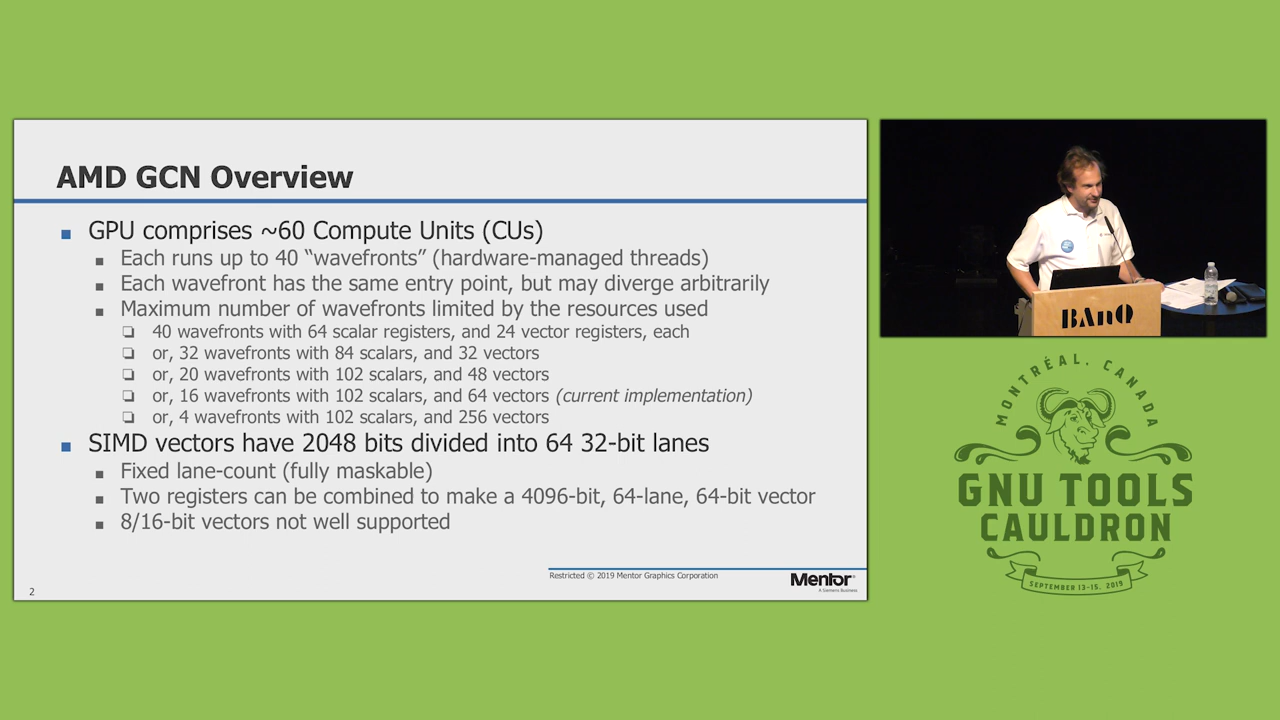 AMD GCN Overview
GPU comprises ~60 Compute Units (CUs)
Each runs up to 40 “wavefronts” (hardware-managed threads)
Each wavefront has the same entry point, but may diverge arbitrarily
Maximum number of wavefronts limited by the resources used
40 wavefronts with 64 scalar registers, and 24 vector registers, each
or, 32 wavefronts with 84 scalars, and 32 vectors
or, 20 wavefronts with 102 scalars, and 48 vectors
or, 16 wavefronts with 102 scalars, and 64 vectors (current implementation)
or, 4 wavefronts with 102 scalars, and 256 vectors
SIMD vectors have 2048 bits divided into 64 32-bit lanes
Fixed lane-count (fully maskable)
Two registers can be combined to make a 4096-bit, 64-lane, 64-bit vector
8/16-bit vectors not well supported
Restricted © 2019 Mentor Graphics Corporation
Mentor®
A Siemens Business
2
BAnQ
MONTRÉAL, CANADA
GNU TOOLS
CAULDRON
SEPTEMBER 13-15, 2019